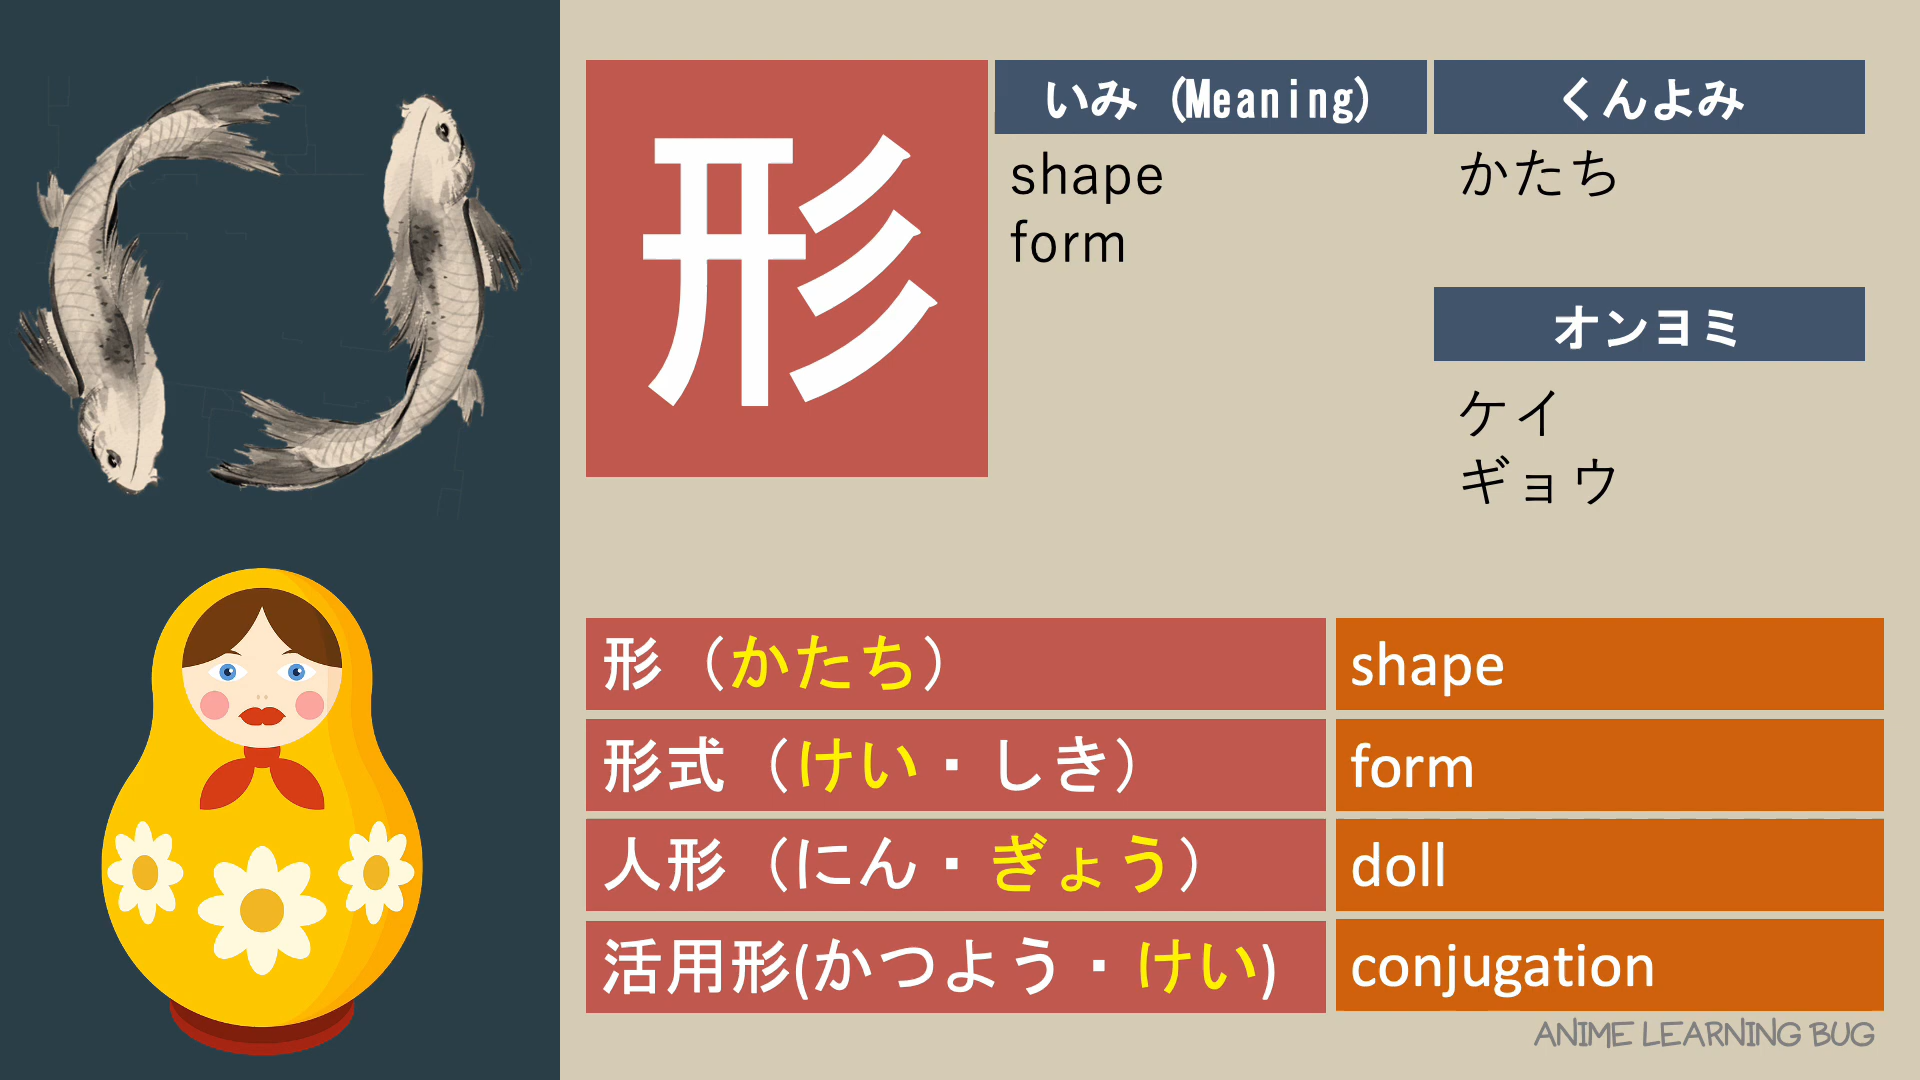 形
いみ (Meaning)
shape
form
くんよみ
かたち
オンヨミ
ケイ
ギョウ
形（かたち） shape
形式（けい・しき） form
人形（にん・ぎょう） doll
活用形(かつよう・けい) conjugation
ANIME LEARNING BUG